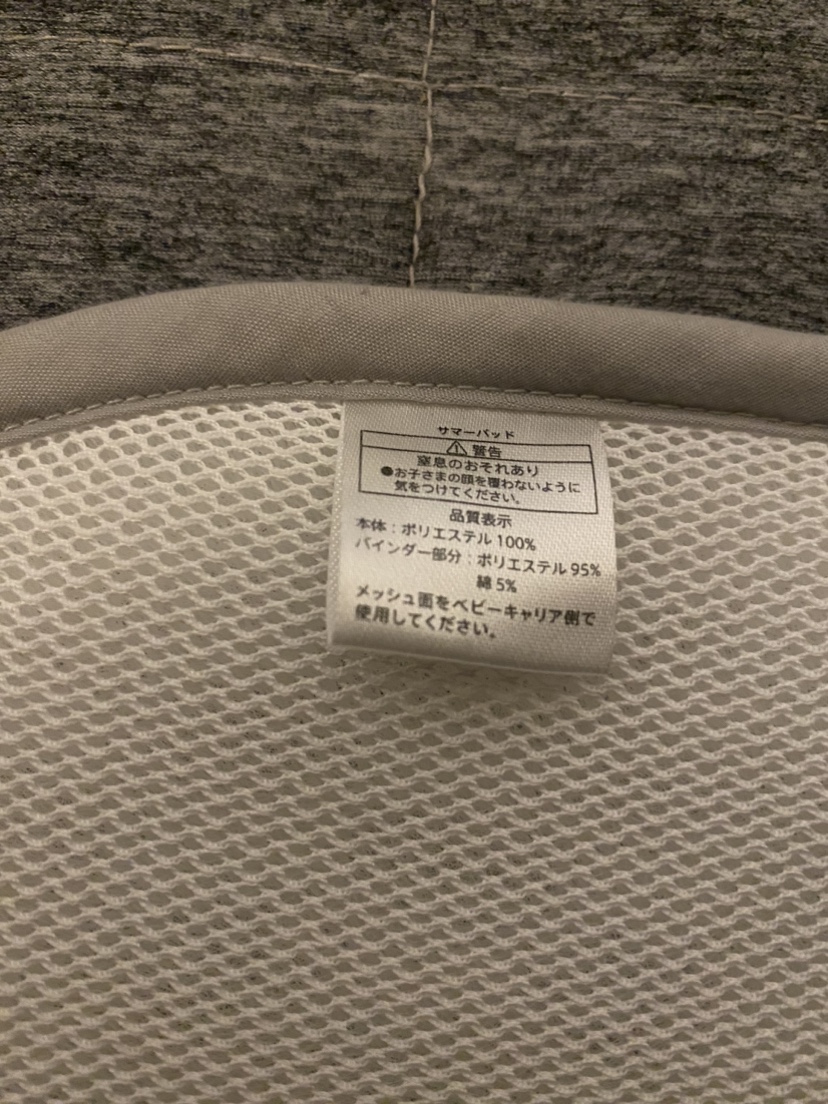 サマーパッド
⚠ 警告
窒息のおそれあり
●お子さまの頭を覆わないように
気をつけてください。
品質表示
本体：ポリエステル 100%
バインダー部分：ポリエステル 95%
綿 5%
メッシュ面をベビーキャリア側で
使用してください。